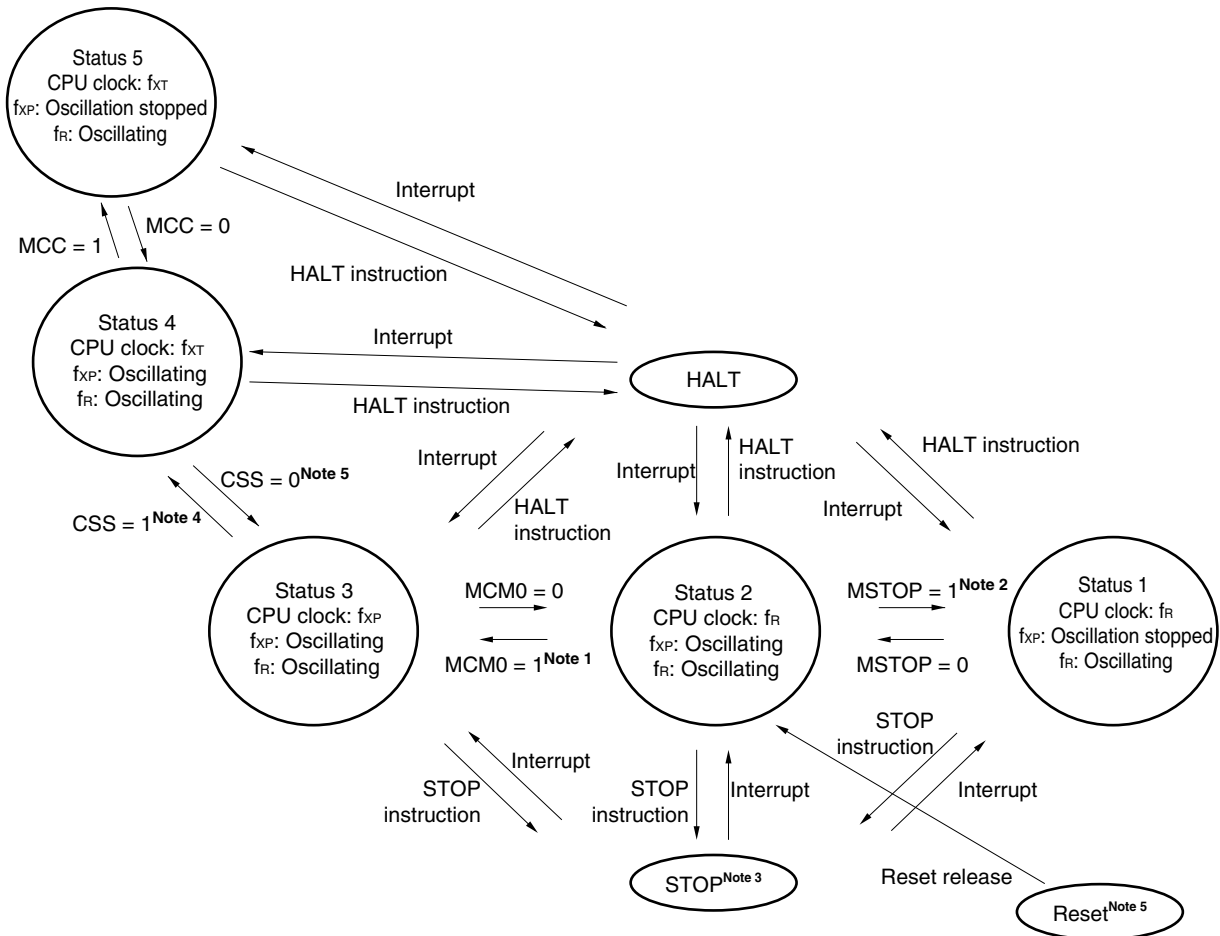 Status 5
CPU clock: fXT
fXP: Oscillation stopped
fR: Oscillating
Interrupt
MCC = 0
MCC = 1
HALT instruction
Status 4
CPU clock: fXT
fXP: Oscillating
fR: Oscillating
Interrupt
HALT
HALT instruction
HALT instruction
Interrupt
Interrupt
HALT
instruction
CSS = 0Note 5
CSS = 1Note 4
HALT
instruction
Interrupt
Status 3
CPU clock: fXP
fXP: Oscillating
fR: Oscillating
MCM0 = 0
MCM0 = 1Note 1
Status 2
CPU clock: fR
fXP: Oscillating
fR: Oscillating
MSTOP = 1Note 2
MSTOP = 0
Status 1
CPU clock: fR
fXP: Oscillation stopped
fR: Oscillating
STOP
instruction
Interrupt
STOP
instruction
Interrupt
STOP
instruction
Interrupt
STOPNote 3
Reset release
ResetNote 5